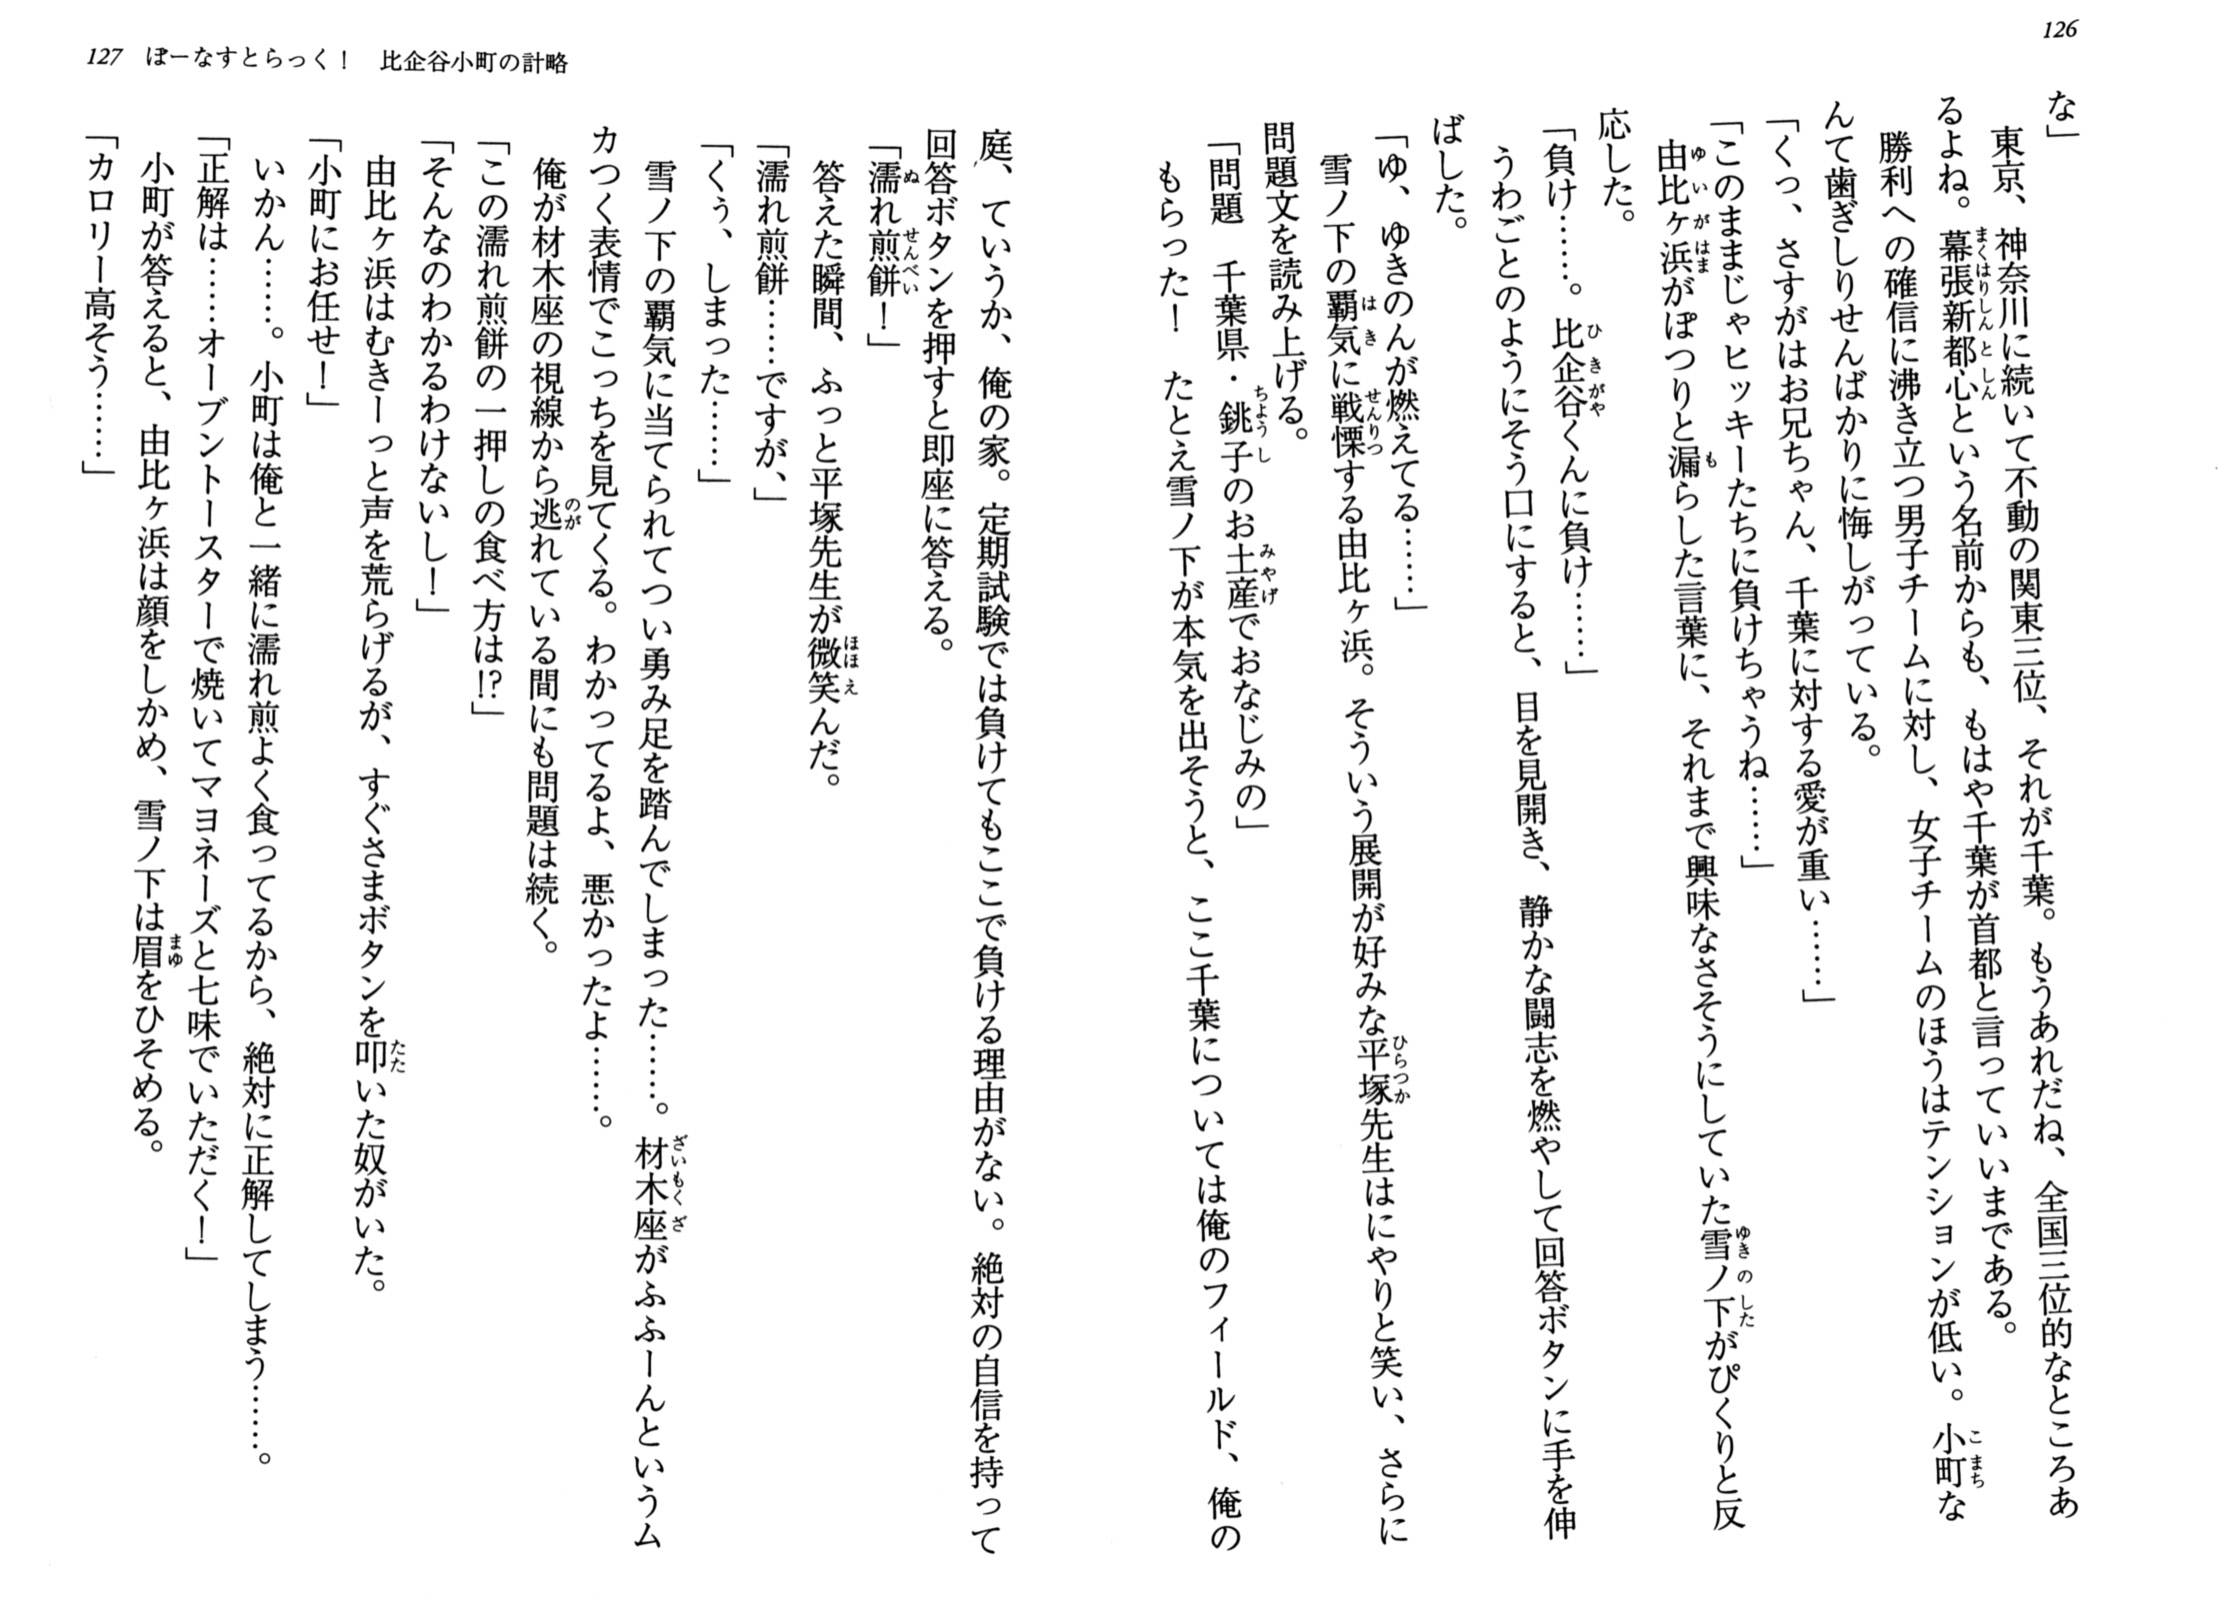 126
な」
東京、神奈川に続いて不動の関東三位、それが千葉。もうあれだね、全国三位的なところあ
るよね。幕張新都心という名前からも、もはや千葉が首都と言っていいまである。
勝利への確信に沸き立つ男子チームに対し、女子チームのほうはテンションが低い。小町な
んて歯ぎしりせんばかりに悔しがっている。
「くっ、さすがはお兄ちゃん、千葉に対する愛が重い……」
「このままじゃヒッキーたちに負けちゃうね……」
由比ヶ浜がぽつりと漏らした言葉に、それまで興味なさそうにしていた雪ノ下がぴくりと反
応した。
「負け……。比企谷くんに負け……」
うわごとのようにそう口にすると、目を見開き、静かな闘志を燃やして回答ボタンに手を伸
ばした。
「ゆ、ゆきのんが燃えてる……」
雪ノ下の覇気に戦慄する由比ヶ浜。そういう展開が好みな平塚先生はにやりと笑い、さらに
問題文を読み上げる。
「問題　千葉県・銚子のお土産でおなじみの」
もらった！　たとえ雪ノ下が本気を出そうと、ここ千葉については俺のフィールド、俺の
127　ぼーなすとらっく！　比企谷小町の計略
庭、ていうか、俺の家。定期試験では負けてもここで負ける理由がない。絶対の自信を持って
回答ボタンを押すと即座に答える。
「濡れ煎餅！」
答えた瞬間、ふっと平塚先生が微笑んだ。
「濡れ煎餅……ですが、」
「くぅ、しまった……」
雪ノ下の覇気に当てられてつい勇み足を踏んでしまった……。材木座がふふーんというム
カつく表情でこっちを見てくる。わかってるよ、悪かったよ……。
俺が材木座の視線から逃れている間にも問題は続く。
「この濡れ煎餅の一押しの食べ方は!?」
「そんなのわかるわけないし！」
由比ヶ浜はむきーっと声を荒らげるが、すぐさまボタンを叩いた奴がいた。
「小町にお任せ！」
いかん……。小町は俺と一緒に濡れ煎よく食ってるから、絶対に正解してしまう……。
「正解は……オーブントースターで焼いてマヨネーズと七味でいただく！」
小町が答えると、由比ヶ浜は顔をしかめ、雪ノ下は眉をひそめる。
「カロリー高そう……」